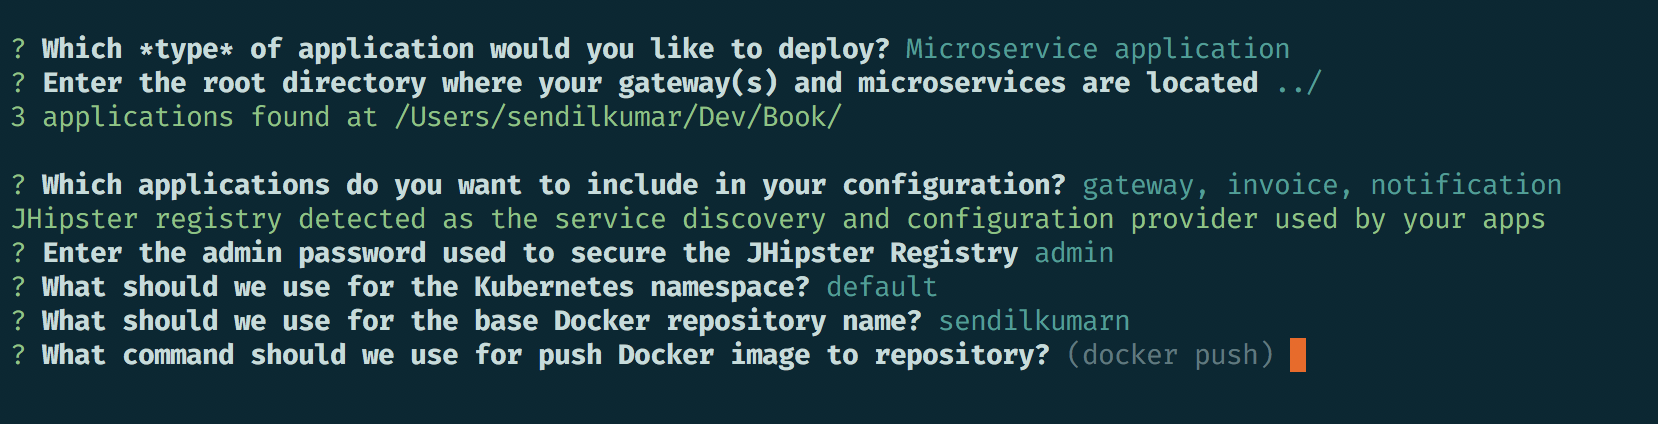 ? Which *type* of application would you like to deploy? Microservice application
? Enter the root directory where your gateway(s) and microservices are located ../
3 applications found at /Users/sendilkumar/Dev/Book/
? Which applications do you want to include in your configuration? gateway, invoice, notification
JHipster registry detected as the service discovery and configuration provider used by your apps
? Enter the admin password used to secure the JHipster Registry admin
? What should we use for the Kubernetes namespace? default
? What should we use for the base Docker repository name? sendilkumarn
? What command should we use for push Docker image to repository? (docker push)